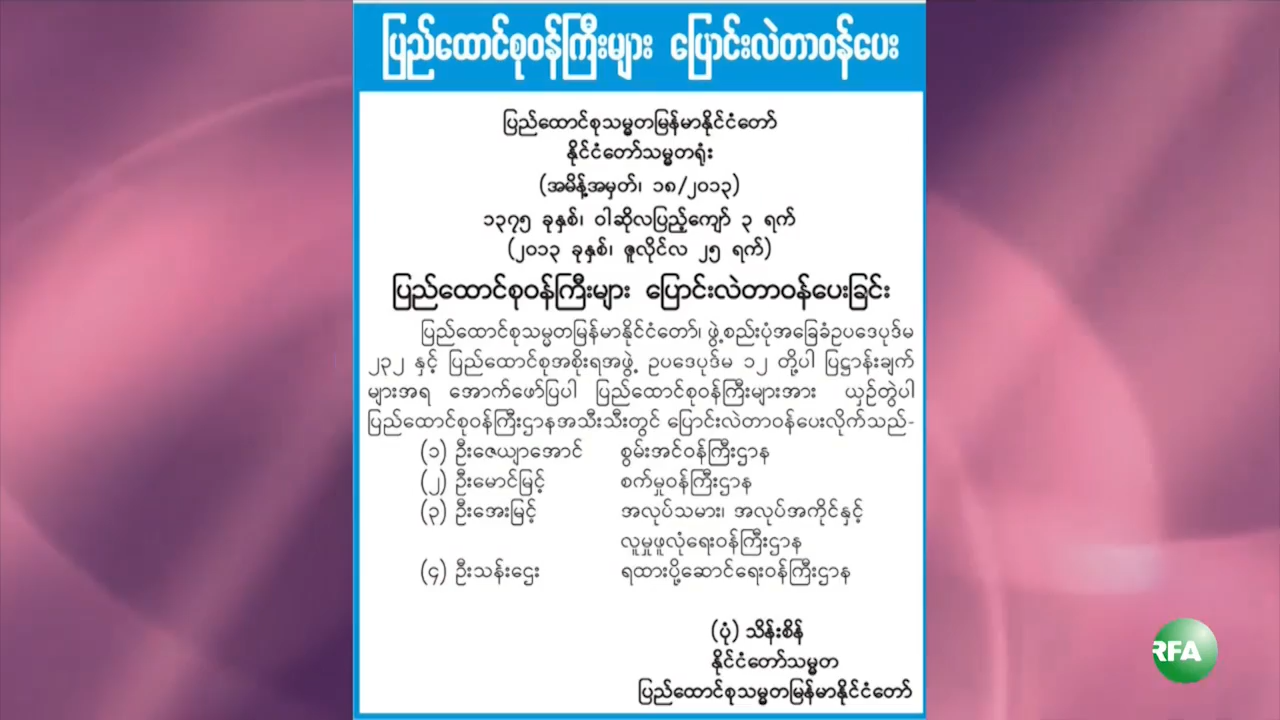 ပြည်ထောင်စုဝန်ကြီးများ ပြောင်းလဲတာဝန်ပေး
ပြည်ထောင်စုသမ္မတမြန်မာနိုင်ငံတော်
နိုင်ငံတော်သမ္မတရုံး
(အမိန့်အမှတ်၊ ၁၈/၂၀၁၃)
၁၃၇၅ ခုနှစ်၊ ဝါဆိုလပြည့်ကျော် ၃ ရက်
(၂၀၁၃ ခုနှစ်၊ ဇူလိုင်လ ၂၅ ရက်)
ပြည်ထောင်စုဝန်ကြီးများ ပြောင်းလဲတာဝန်ပေးခြင်း
ပြည်ထောင်စုသမ္မတမြန်မာနိုင်ငံတော်၊ ဖွဲ့စည်းပုံအခြေခံဥပဒေပုဒ်မ
၂၃၂ နှင့် ပြည်ထောင်စုအစိုးရအဖွဲ့ ဥပဒေပုဒ်မ ၁၂ တို့ပါ ပြဋ္ဌာန်းချက်
များအရ အောက်ဖော်ပြပါ ပြည်ထောင်စုဝန်ကြီးများအား ယှဉ်တွဲပါ
ပြည်ထောင်စုဝန်ကြီးဌာနအသီးသီးတွင် ပြောင်းလဲတာဝန်ပေးလိုက်သည်-
(၁) ဦးဇေယျာအောင် စွမ်းအင်ဝန်ကြီးဌာန
(၂) ဦးမောင်မြင့် စက်မှုဝန်ကြီးဌာန
(၃) ဦးအေးမြင့် အလုပ်သမား၊ အလုပ်အကိုင်နှင့်
လူမှုဖူလုံရေးဝန်ကြီးဌာန
(၄) ဦးသန်းဌေး ရထားပို့ဆောင်ရေးဝန်ကြီးဌာန
(ပုံ) သိန်းစိန်
နိုင်ငံတော်သမ္မတ
ပြည်ထောင်စုသမ္မတမြန်မာနိုင်ငံတော်
RFA